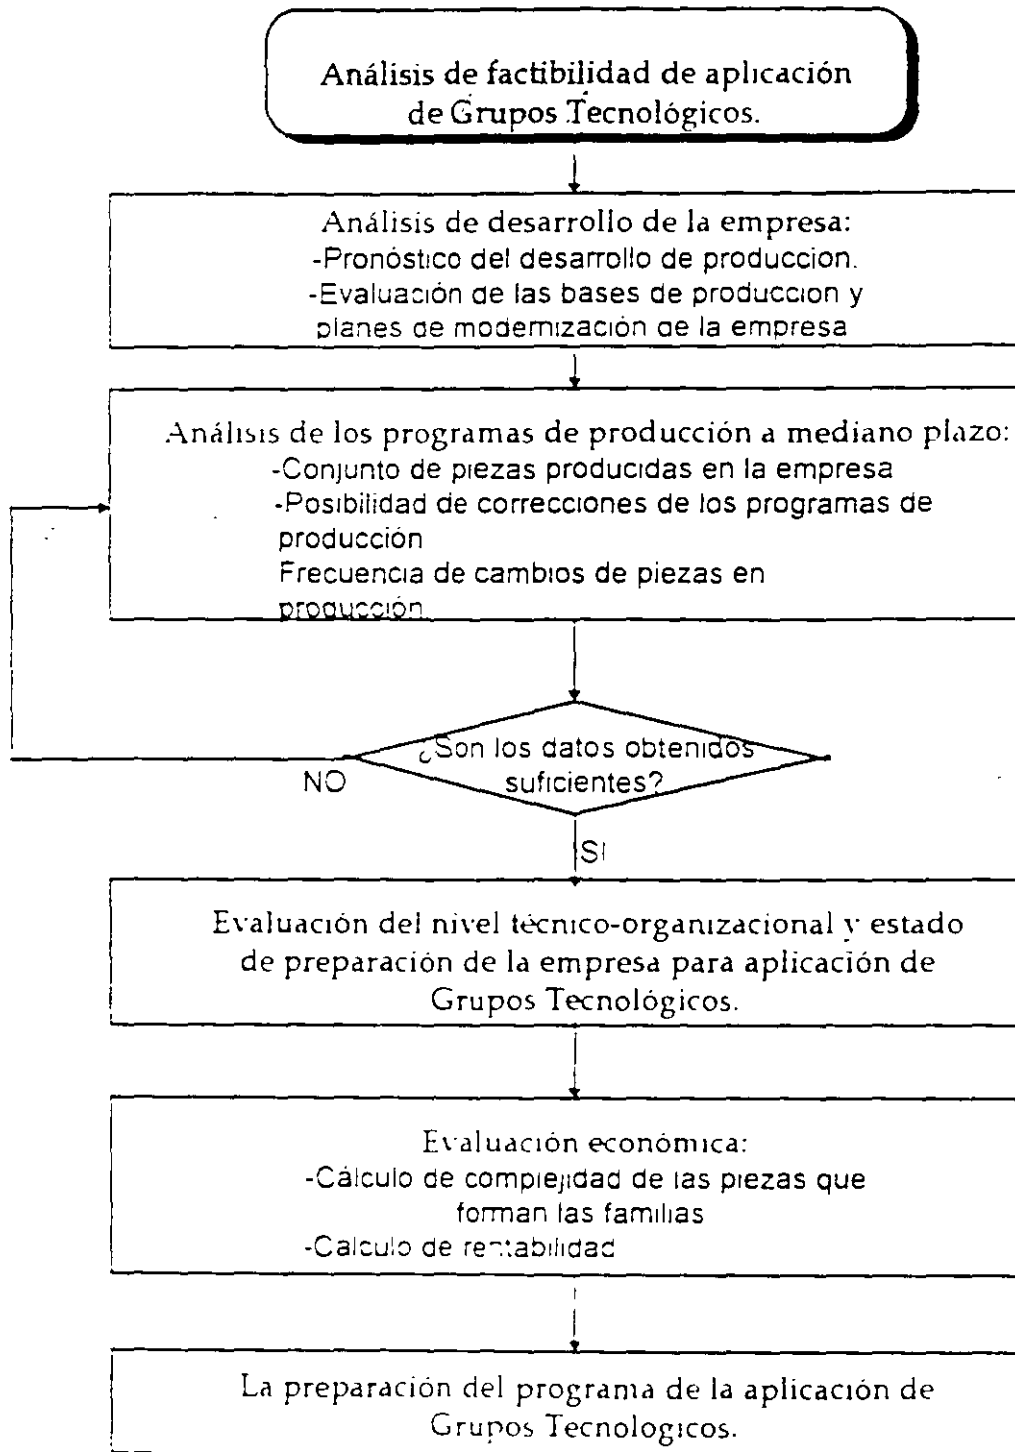 Análisis de factibilidad de aplicación
de Grupos Tecnológicos.
Análisis de desarrollo de la empresa:
-Pronóstico del desarrollo de produccion.
-Evaluación de las bases de produccion y
planes de modernización de la empresa
Análisis de los programas de producción a mediano plazo:
-Conjunto de piezas producidas en la empresa
-Posibilidad de correcciones de los programas de
producción
Frecuencia de cambios de piezas en
producción
¿Son los datos obtenidos
suficientes?
NO
SI
Evaluación del nivel técnico-organizacional y estado
de preparación de la empresa para aplicación de
Grupos Tecnológicos.
Evaluación económica:
-Cálculo de complejidad de las piezas que
forman las familias
-Calculo de rentabilidad
La preparación del programa de la aplicación de
Grupos Tecnologicos.